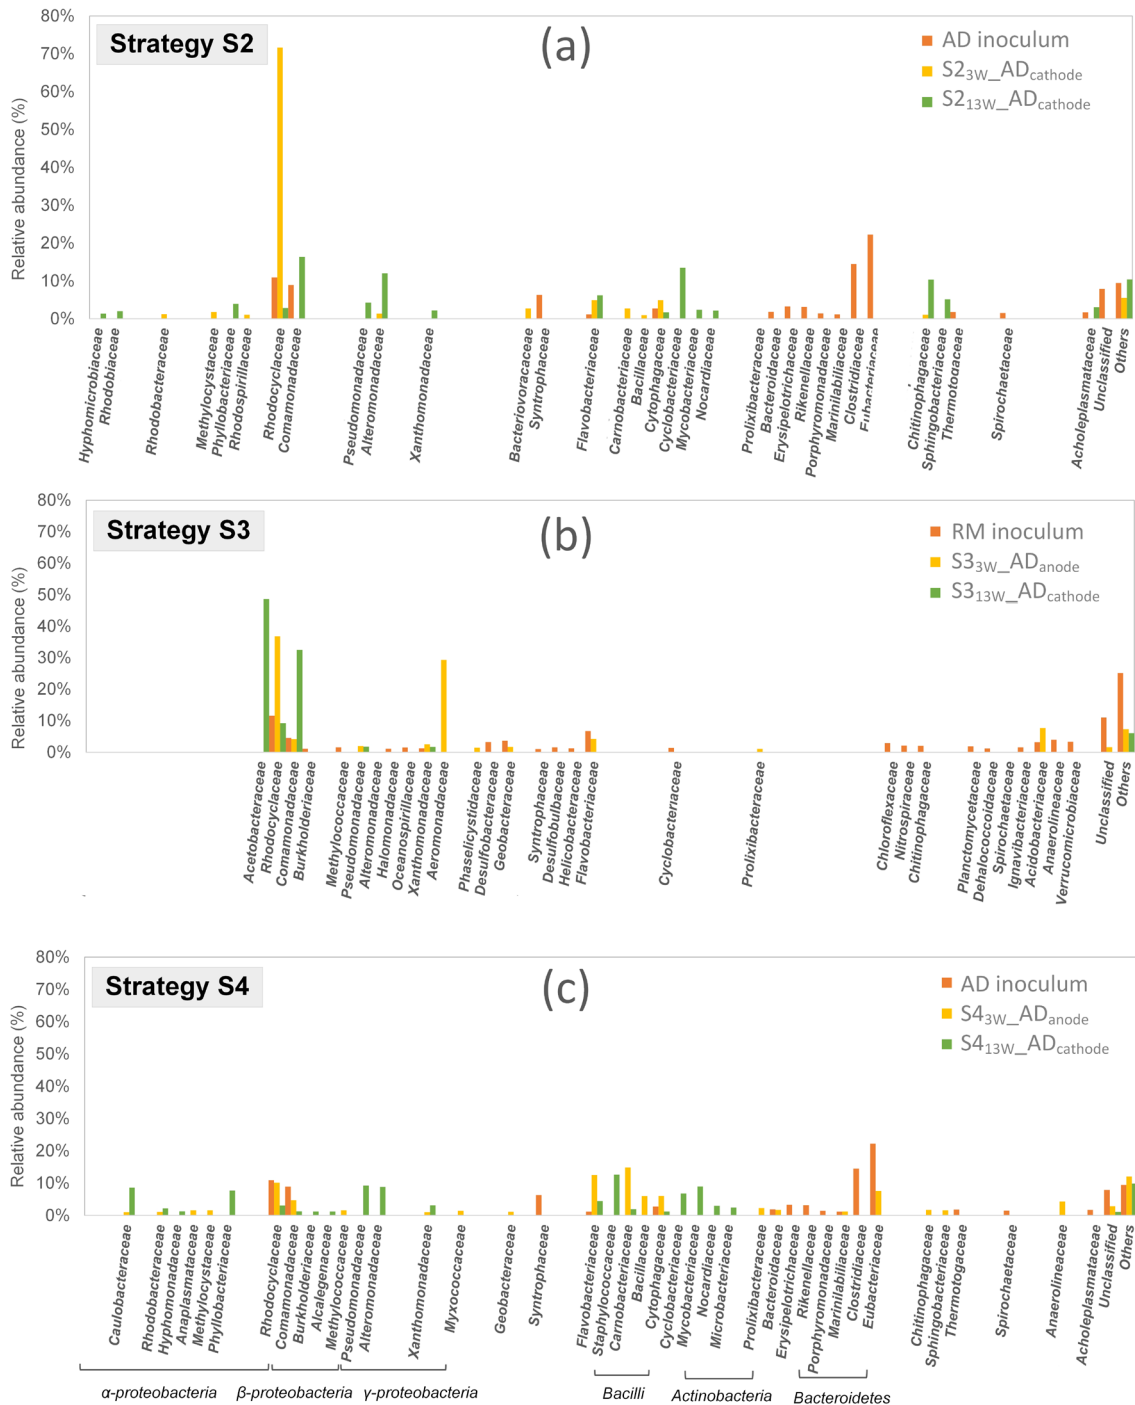 80%
Strategy S2
(a)
AD inoculum
S2₃W_ADcathode
S2₁₃W_ADcathode
70%
60%
50%
40%
30%
20%
10%
0%
Relative abundance (%)
Hyphomicrobiaceae
Rhodobiaceae
Rhodobacteraceae
Methylocystaceae
Phyllobacteriaceae
Rhodospirillaceae
Rhodocyclaceae
Comamonadaceae
Pseudomonadaceae
Alteromonadaceae
Xanthomonadaceae
Bacteriovoracaceae
Syntrophaceae
Flavobacteriaceae
Carnobacteriaceae
Bacillaceae
Cytophagaceae
Cyclobacteriaceae
Mycobacteriaceae
Nocardiaceae
Prolixibacteraceae
Bacteroidaceae
Erysipelotrichaceae
Rikenellaceae
Porphyromonadaceae
Marinilabiliaceae
Clostridiaceae
Eubacteriaceae
Chitinophagaceae
Sphingobacteriaceae
Thermotogaceae
Spirochaetaceae
Acholeplasmataceae
Unclassified
Others
80%
Strategy S3
(b)
RM inoculum
S3₃W_ADanode
S3₁₃W_ADcathode
70%
60%
50%
40%
30%
20%
10%
0%
Relative abundance (%)
Acetobacteraceae
Rhodocyclaceae
Comamonadaceae
Burkholderiaceae
Methylococcaceae
Pseudomonadaceae
Alteromonadaceae
Halomonadaceae
Oceanospirillaceae
Xanthomonadaceae
Aeromonadaceae
Phaselicystidaceae
Desulfobacteraceae
Geobacteraceae
Syntrophaceae
Desulfobulbaceae
Helicobacteraceae
Flavobacteriaceae
Cyclobacteriaceae
Prolixibacteraceae
Chloroflexaceae
Nitrospiraceae
Chitinophagaceae
Planctomycetaceae
Dehalococcoidaceae
Spirochaetaceae
Ignavibacteriaceae
Acidobacteriaceae
Anaerolineaceae
Verrucomicrobiaceae
Unclassified
Others
80%
Strategy S4
(c)
AD inoculum
S4₃W_ADanode
S4₁₃W_ADcathode
70%
60%
50%
40%
30%
20%
10%
0%
Relative abundance (%)
Caulobacteraceae
Rhodobacteraceae
Hyphomonadaceae
Anaplasmataceae
Methylocystaceae
Phyllobacteriaceae
Rhodocyclaceae
Comamonadaceae
Burkholderiaceae
Alcalegenaceae
Methylococcaceae
Pseudomonadaceae
Alteromonadaceae
Xanthomonadaceae
Myxococcaceae
Geobacteraceae
Syntrophaceae
Flavobacteriaceae
Staphylococcaceae
Carnobacteriaceae
Bacillaceae
Cytophagaceae
Cyclobacteriaceae
Mycobacteriaceae
Nocardiaceae
Microbacteriaceae
Prolixibacteraceae
Bacteroidaceae
Erysipelotrichaceae
Rikenellaceae
Porphyromonadaceae
Marinilabiliaceae
Clostridiaceae
Eubacteriaceae
Chitinophagaceae
Sphingobacteriaceae
Thermotogaceae
Spirochaetaceae
Anaerolineaceae
Acholeplasmataceae
Unclassified
Others
α-proteobacteria
β-proteobacteria
γ-proteobacteria
Bacilli
Actinobacteria
Bacteroidetes